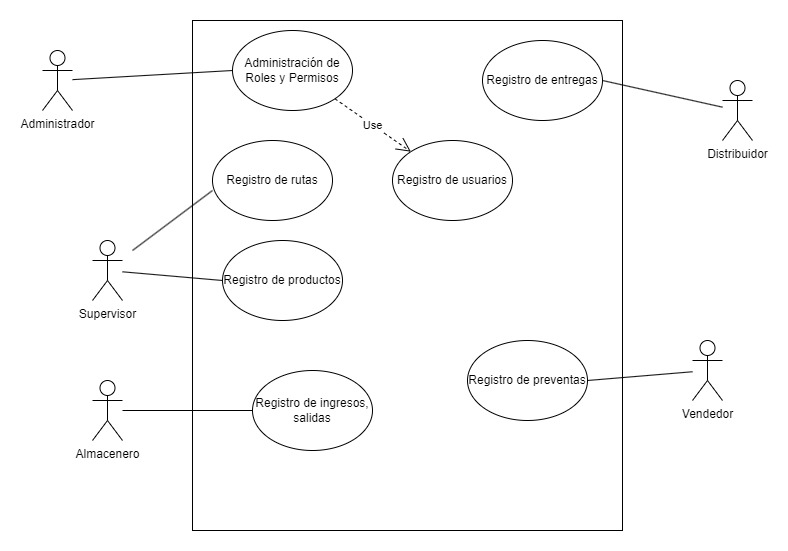 Administración de
Roles y Permisos
Registro de entregas
Administrador
Use
Distribuidor
Registro de rutas
Registro de usuarios
Registro de productos
Supervisor
Registro de preventas
Registro de ingresos,
salidas
Vendedor
Almacenero